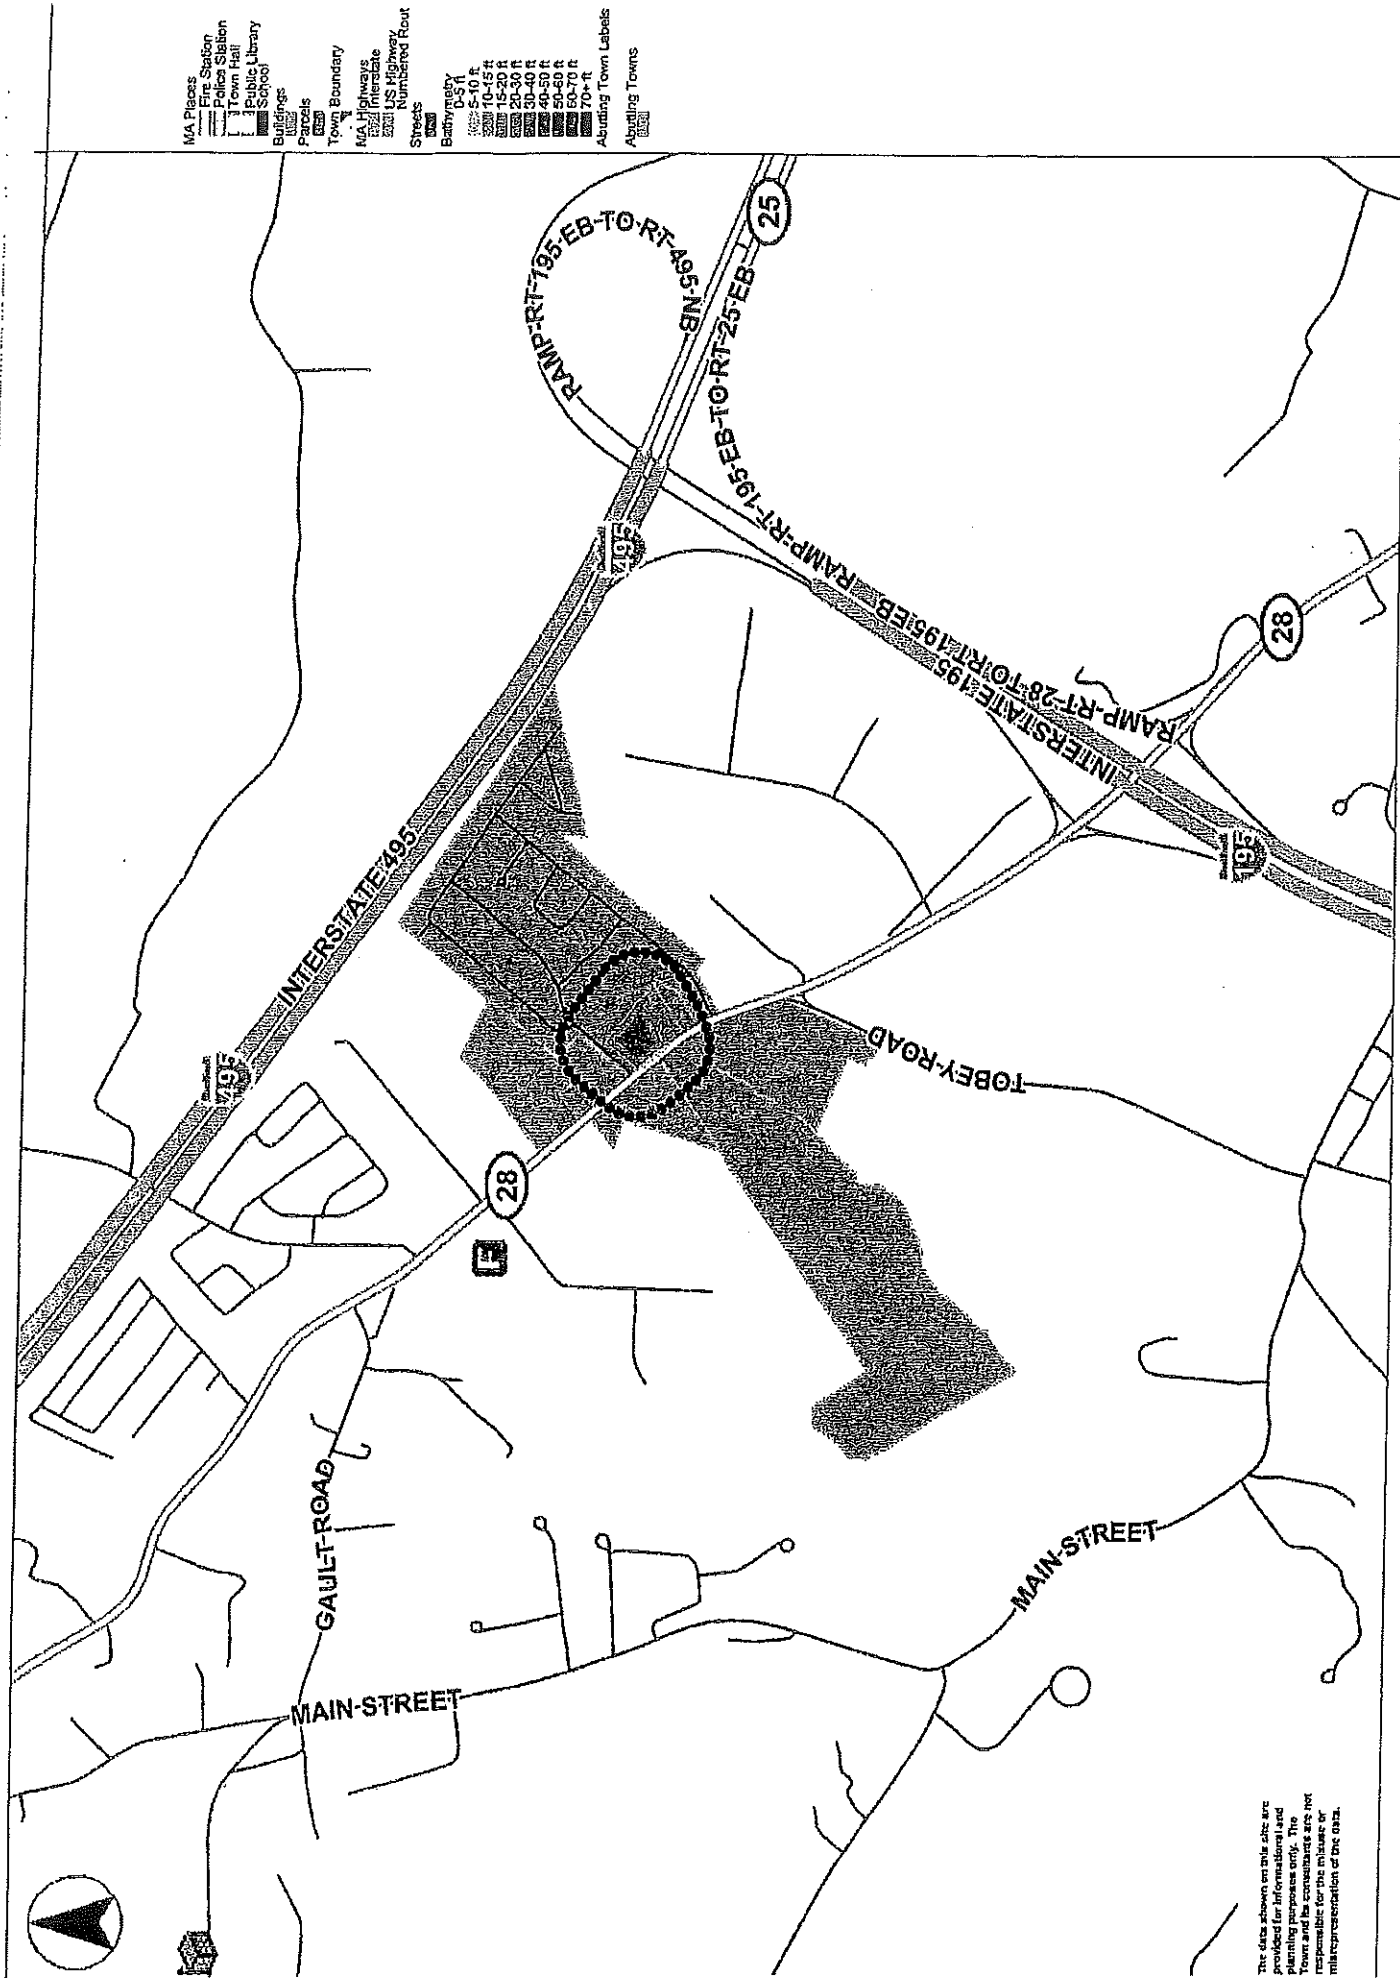 MA Places
Fire Station
Police Station
Town Hall
Public Library
School
Buildings
Parcels
Town Boundary
MA Highways
Interstate
US Highway
Numbered Rout
Streets
Bathymetry
0-5 ft
5-10 ft
10-15 ft
15-20 ft
20-30 ft
30-40 ft
40-50 ft
50-60 ft
60-70 ft
70+ ft
Abutting Town Labels
Abutting Towns
RAMP-RT-195-EB-TO-RT-495-NB
25
RAMP-RT-195-EB-TO-RT-25-EB
495
INTERSTATE 495
495
RAMP-RT-28-TO-RT-195 EB
INTERSTATE 195
28
195
28
F
TOBEY-ROAD
GAULT-ROAD
MAIN-STREET
MAIN-STREET
The data shown on this site are
provided for informational and
planning purposes only. The
Town and its consultants are not
responsible for the misuse or
misrepresentation of the data.